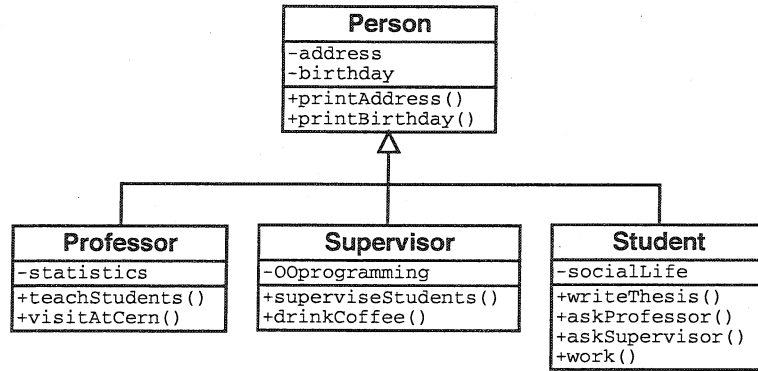 Person
-address
-birthday
+printAddress()
+printBirthday()
Professor
-statistics
+teachStudents()
+visitAtCern()
Supervisor
-OOprogramming
+superviseStudents()
+drinkCoffee()
Student
-socialLife
+writeThesis()
+askProfessor()
+askSupervisor()
+work()